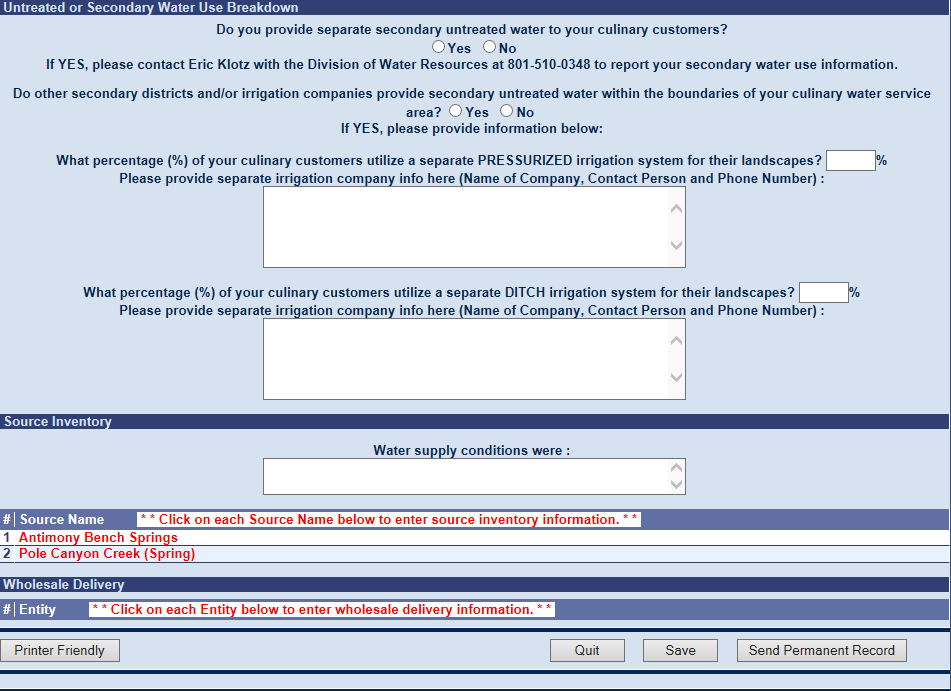 Untreated or Secondary Water Use Breakdown
Do you provide separate secondary untreated water to your culinary customers?
Yes No
If YES, please contact Eric Klotz with the Division of Water Resources at 801-510-0348 to report your secondary water use information.
Do other secondary districts and/or irrigation companies provide secondary untreated water within the boundaries of your culinary water service
area? Yes No
If YES, please provide information below:
What percentage (%) of your culinary customers utilize a separate PRESSURIZED irrigation system for their landscapes? %
Please provide separate irrigation company info here (Name of Company, Contact Person and Phone Number) :
What percentage (%) of your culinary customers utilize a separate DITCH irrigation system for their landscapes? %
Please provide separate irrigation company info here (Name of Company, Contact Person and Phone Number) :
Source Inventory
Water supply conditions were :
# Source Name * * Click on each Source Name below to enter source inventory information. * *
1 Antimony Bench Springs
2 Pole Canyon Creek (Spring)
Wholesale Delivery
# Entity * * Click on each Entity below to enter wholesale delivery information. * *
Printer Friendly Quit Save Send Permanent Record